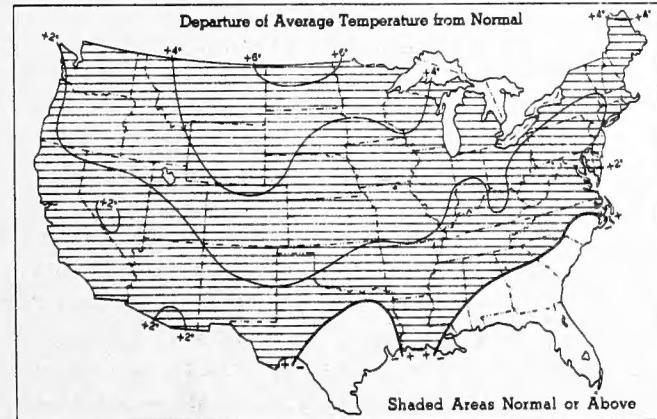 Departure of Average Temperature from Normal
+2° +4° +6° +6° +4° +4° +4°
+2°
+2°
+2° +
+2° +2°
+ - - + + -
Shaded Areas Normal or Above